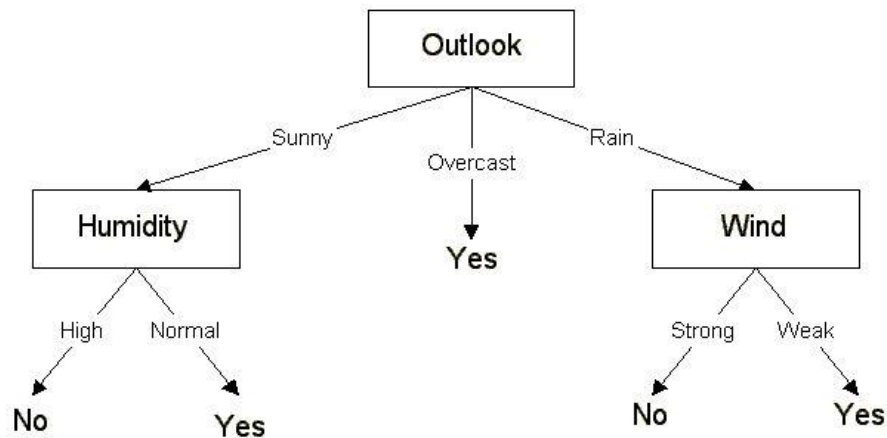 Outlook
Sunny
Overcast
Rain
Humidity
Yes
Wind
High
Normal
Strong
Weak
No
Yes
No
Yes